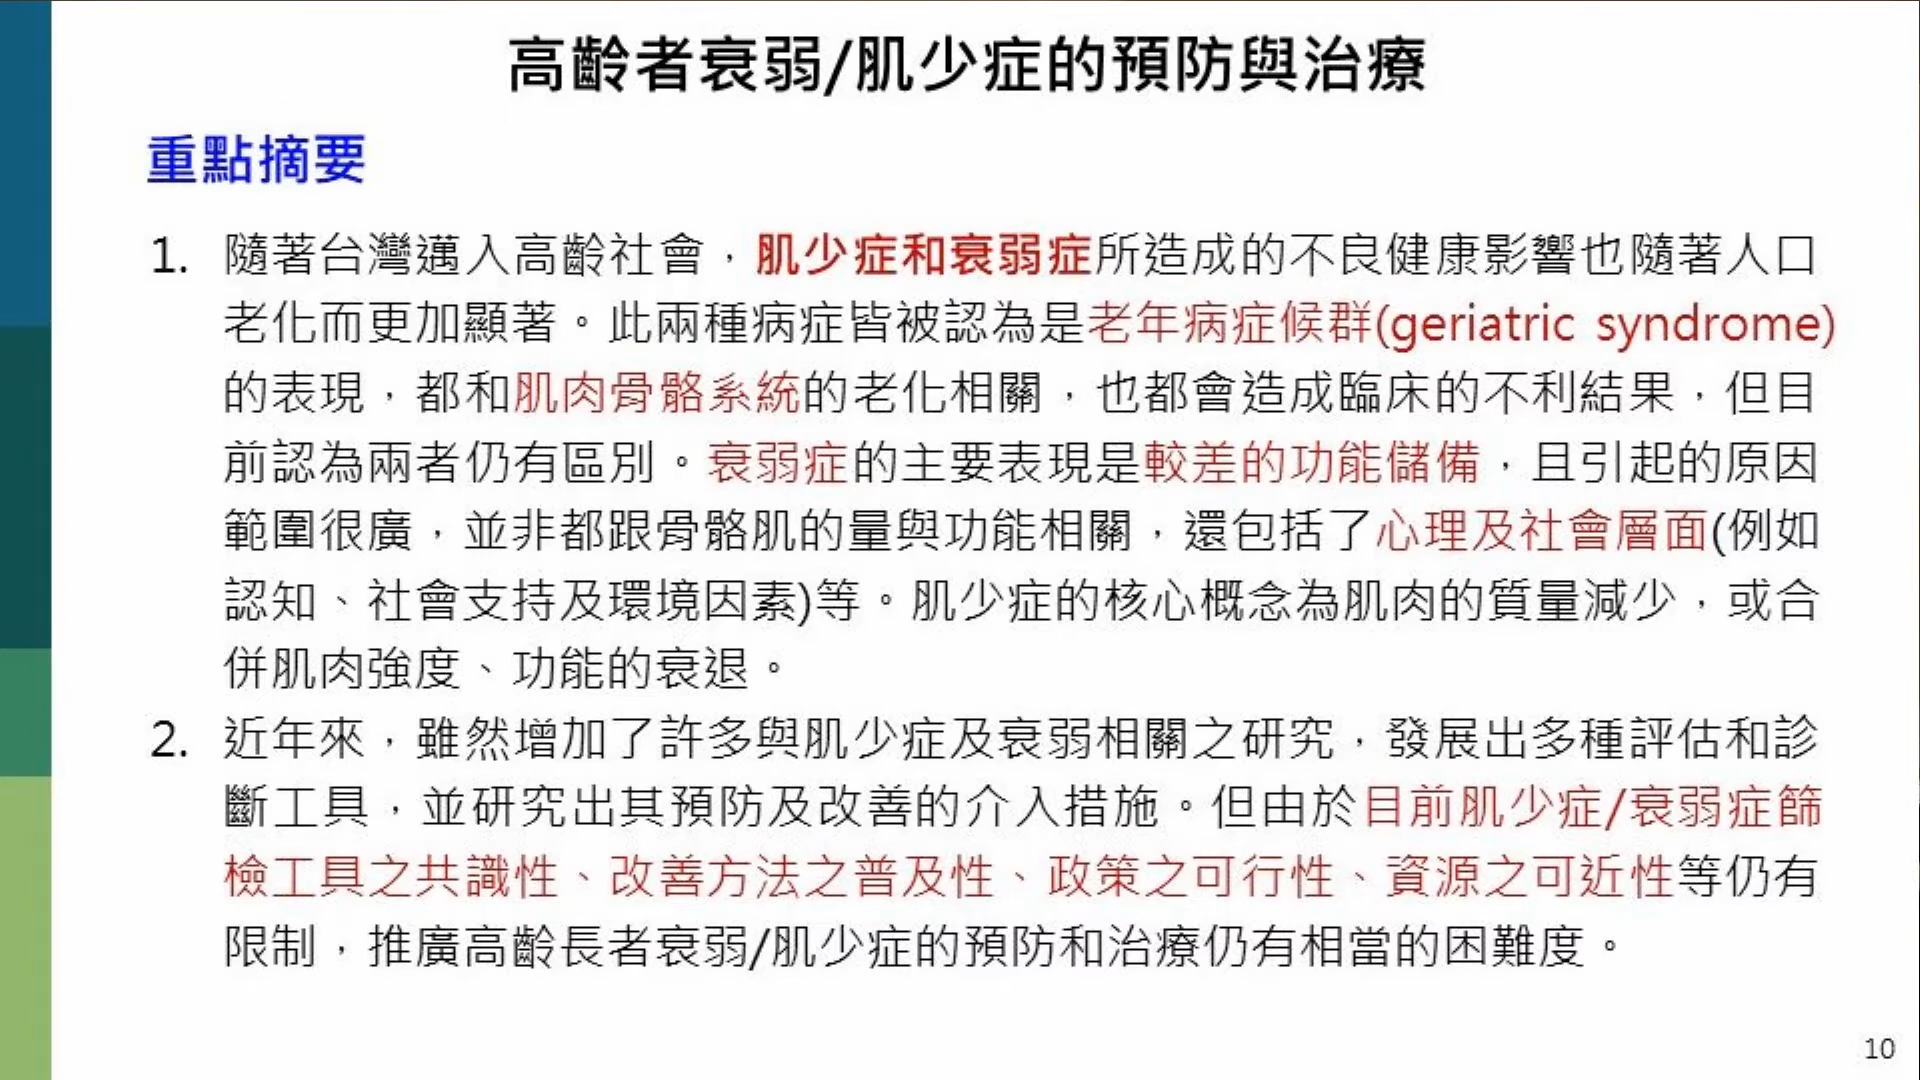 高齡者衰弱/肌少症的預防與治療
重點摘要
1. 隨著台灣邁入高齡社會，肌少症和衰弱症所造成的不良健康影響也隨著人口
老化而更加顯著。此兩種病症皆被認為是老年病症候群(geriatric syndrome)
的表現，都和肌肉骨骼系統的老化相關，也都會造成臨床的不利結果，但目
前認為兩者仍有區別。衰弱症的主要表現是較差的功能儲備，且引起的原因
範圍很廣，並非都跟骨骼肌的量與功能相關，還包括了心理及社會層面(例如
認知、社會支持及環境因素)等。肌少症的核心概念為肌肉的質量減少，或合
併肌肉強度、功能的衰退。
2. 近年來，雖然增加了許多與肌少症及衰弱相關之研究，發展出多種評估和診
斷工具，並研究出其預防及改善的介入措施。但由於目前肌少症/衰弱症篩
檢工具之共識性、改善方法之普及性、政策之可行性、資源之可近性等仍有
限制，推廣高齡長者衰弱/肌少症的預防和治療仍有相當的困難度。
10